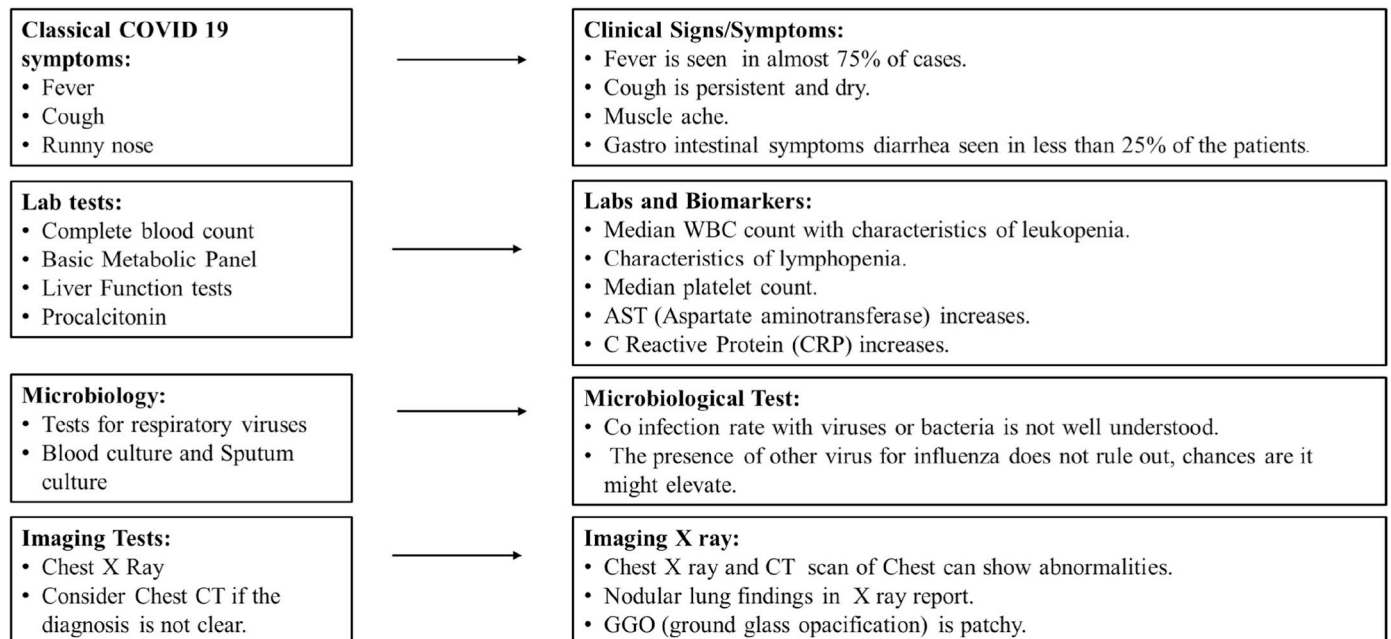 Classical COVID 19
symptoms:
• Fever
• Cough
• Runny nose
Clinical Signs/Symptoms:
• Fever is seen in almost 75% of cases.
• Cough is persistent and dry.
• Muscle ache.
• Gastro intestinal symptoms diarrhea seen in less than 25% of the patients.
Lab tests:
• Complete blood count
• Basic Metabolic Panel
• Liver Function tests
• Procalcitonin
Labs and Biomarkers:
• Median WBC count with characteristics of leukopenia.
• Characteristics of lymphopenia.
• Median platelet count.
• AST (Aspartate aminotransferase) increases.
• C Reactive Protein (CRP) increases.
Microbiology:
• Tests for respiratory viruses
• Blood culture and Sputum
culture
Microbiological Test:
• Co infection rate with viruses or bacteria is not well understood.
• The presence of other virus for influenza does not rule out, chances are it
might elevate.
Imaging Tests:
• Chest X Ray
• Consider Chest CT if the
diagnosis is not clear.
Imaging X ray:
• Chest X ray and CT scan of Chest can show abnormalities.
• Nodular lung findings in X ray report.
• GGO (ground glass opacification) is patchy.